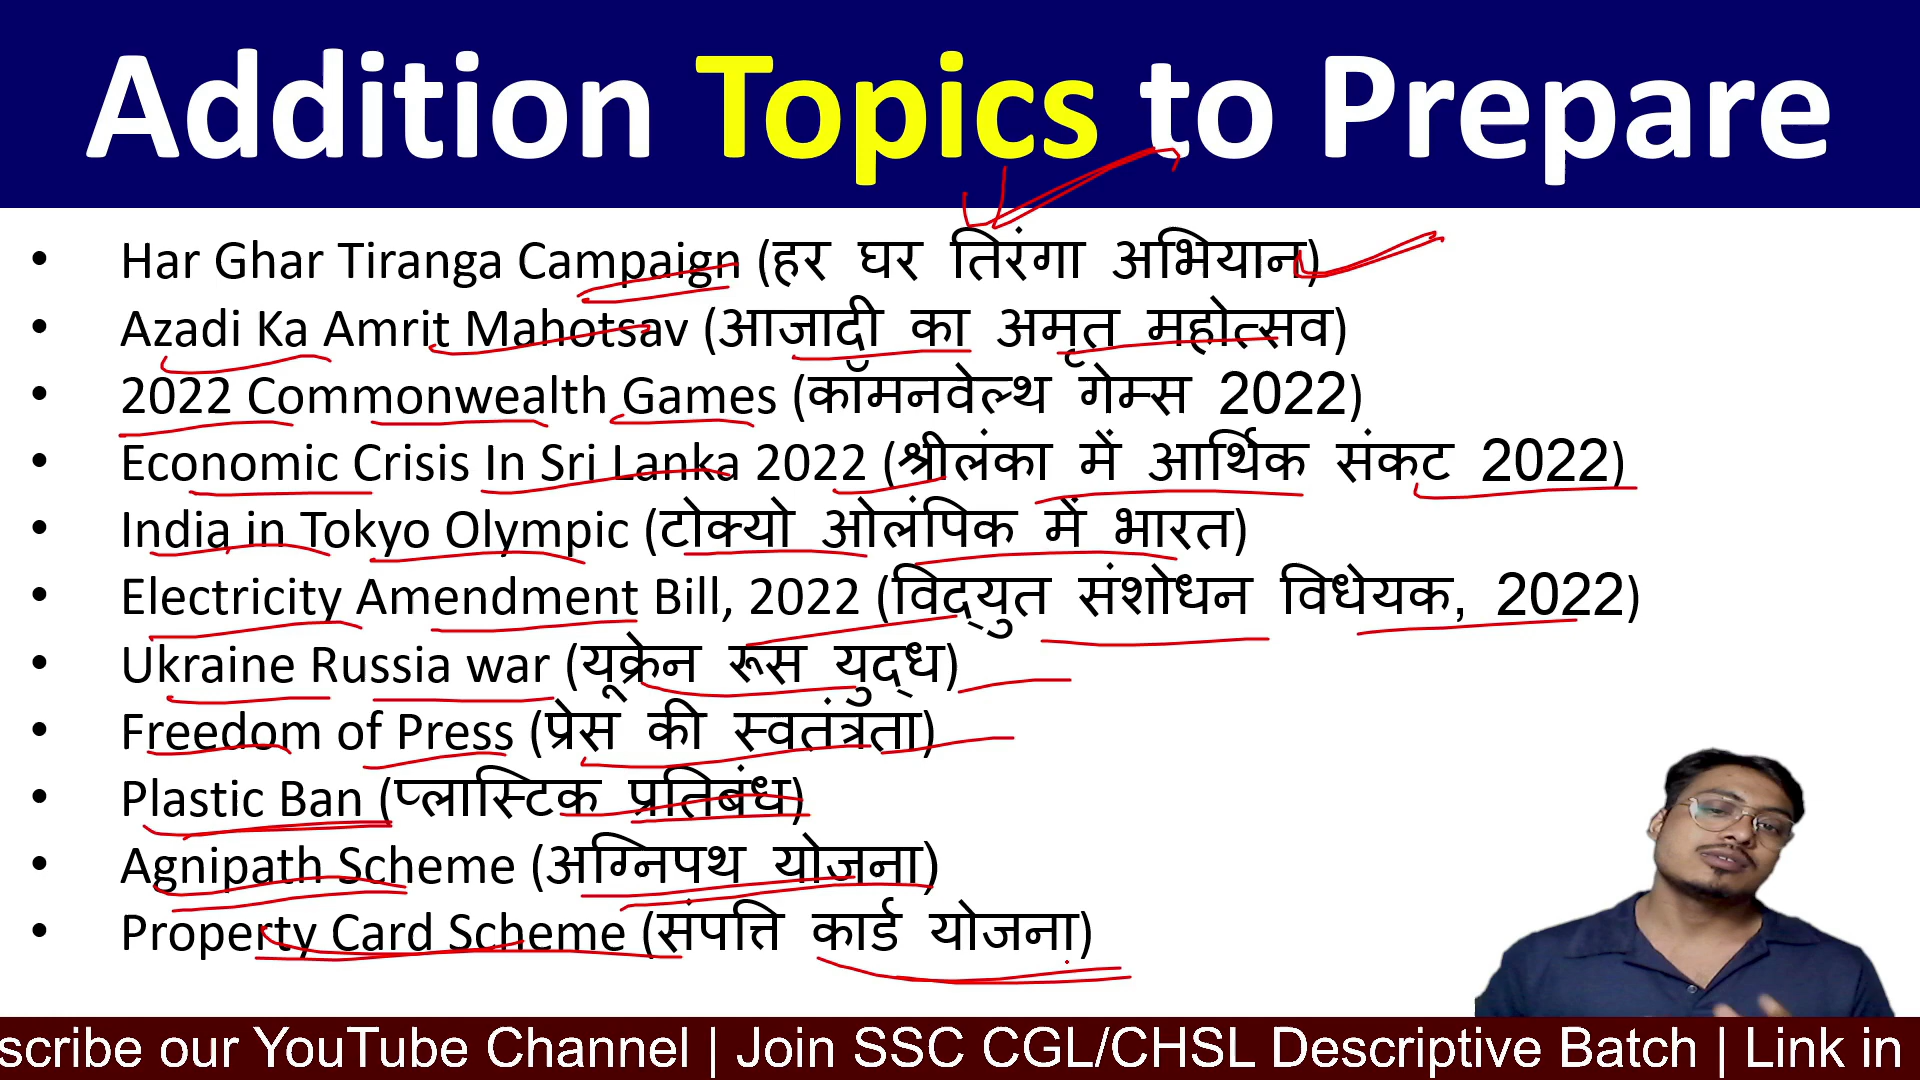 Addition Topics to Prepare
• Har Ghar Tiranga Campaign (हर घर तिरंगा अभियान)
• Azadi Ka Amrit Mahotsav (आजादी का अमृत महोत्सव)
• 2022 Commonwealth Games (कॉमनवेल्थ गेम्स 2022)
• Economic Crisis In Sri Lanka 2022 (श्रीलंका में आर्थिक संकट 2022)
• India in Tokyo Olympic (टोक्यो ओलंपिक में भारत)
• Electricity Amendment Bill, 2022 (विद्युत संशोधन विधेयक, 2022)
• Ukraine Russia war (यूक्रेन रूस युद्ध)
• Freedom of Press (प्रेस की स्वतंत्रता)
• Plastic Ban (प्लास्टिक प्रतिबंध)
• Agnipath Scheme (अग्निपथ योजना)
• Property Card Scheme (संपत्ति कार्ड योजना)
scribe our YouTube Channel | Join SSC CGL/CHSL Descriptive Batch | Link in